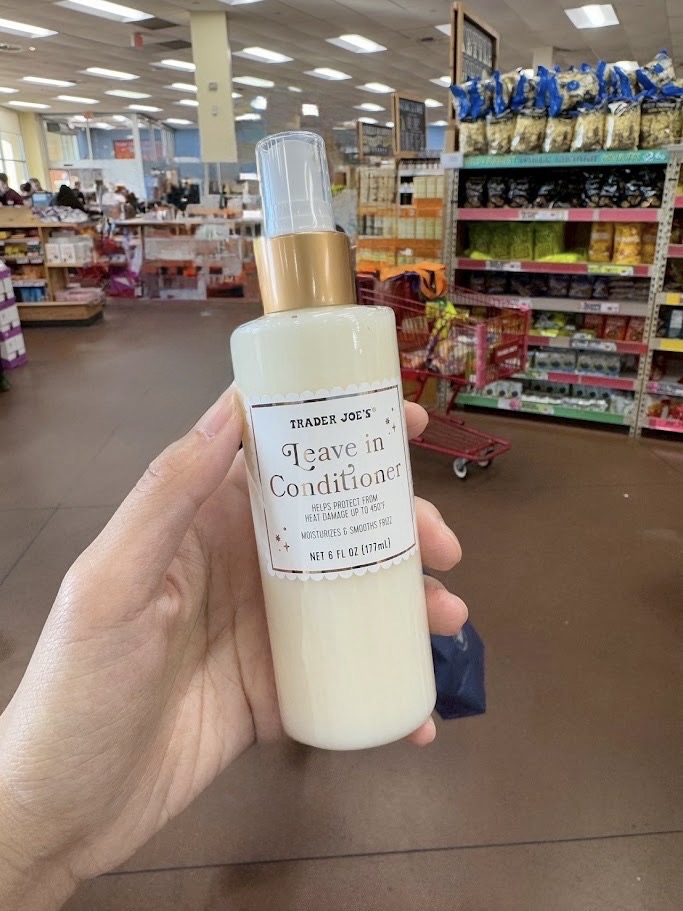 TRADER JOE'S®
Leave in
Conditioner
HELPS PROTECT FROM
HEAT DAMAGE UP TO 450°F
MOISTURIZES & SMOOTHS FRIZZ
NET 6 FL OZ (177mL)